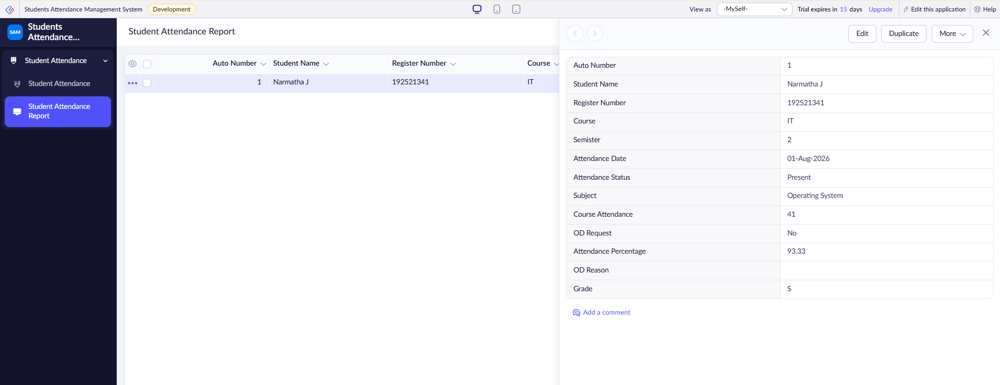 Students Attendance Management System Development View as -MySelf- Trial expires in 15 days Upgrade Edit this application Help
SAM Students
Attendance...
Student Attendance
Student Attendance
Student Attendance
Report
Student Attendance Report
Auto Number Student Name Register Number Course
1 Narmatha J 192521341 IT
Edit Duplicate More
Auto Number 1
Student Name Narmatha J
Register Number 192521341
Course IT
Semister 2
Attendance Date 01-Aug-2026
Attendance Status Present
Subject Operating System
Course Attendance 41
OD Request No
Attendance Percentage 93.33
OD Reason
Grade S
Add a comment